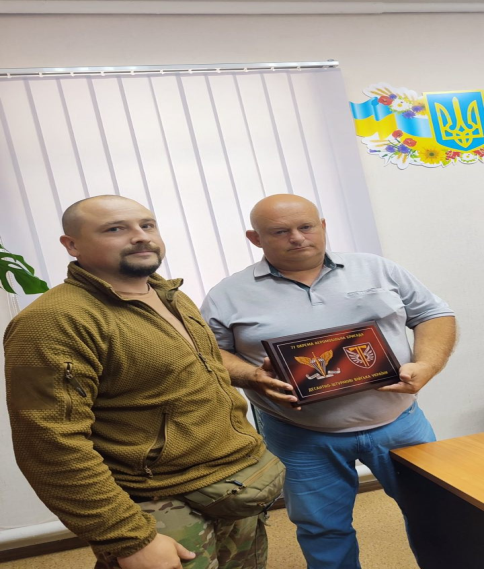 77 ОКРЕМА АЕРОМОБІЛЬНА БРИГАДА
ДЕСАНТНО-ШТУРМОВІ ВІЙСЬКА УКРАЇНИ